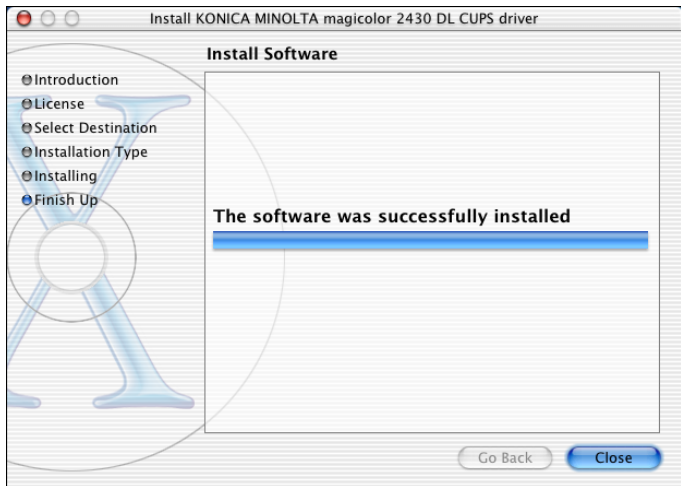 Install KONICA MINOLTA magicolor 2430 DL CUPS driver
Install Software
Introduction
License
Select Destination
Installation Type
Installing
Finish Up
The software was successfully installed
Go Back
Close